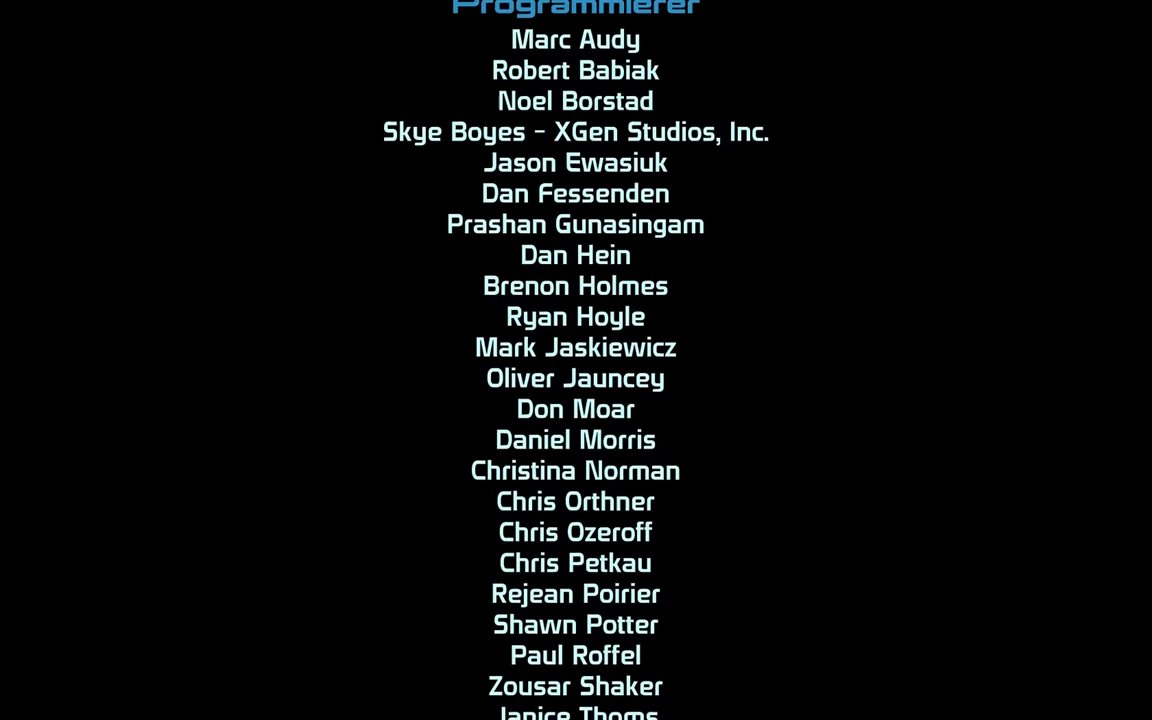 Programmierer
Marc Audy
Robert Babiak
Noel Borstad
Skye Boyes - XGen Studios, Inc.
Jason Ewasiuk
Dan Fessenden
Prashan Gunasingam
Dan Hein
Brenon Holmes
Ryan Hoyle
Mark Jaskiewicz
Oliver Jauncey
Don Moar
Daniel Morris
Christina Norman
Chris Orthner
Chris Ozeroff
Chris Petkau
Rejean Poirier
Shawn Potter
Paul Roffel
Zousar Shaker
Janice Thoms